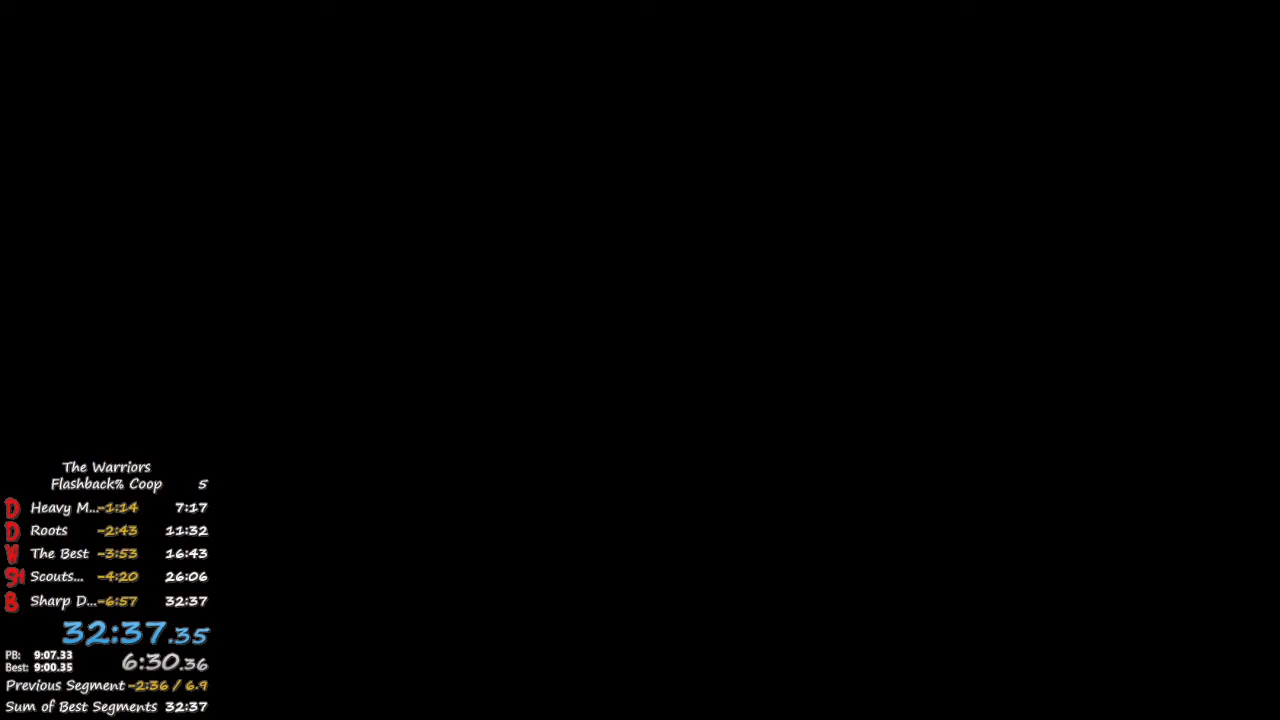 The Warriors
Flashback% Coop 5
D Heavy M... -1:14 7:17
D Roots -2:43 11:32
W The Best -3:53 16:43
Scouts... -4:20 26:06
B Sharp D... -6:57 32:37
32:37.35
PB: 9:07.33
Best: 9:00.35
6:30.36
Previous Segment -2:36 / 6.9
Sum of Best Segments 32:37